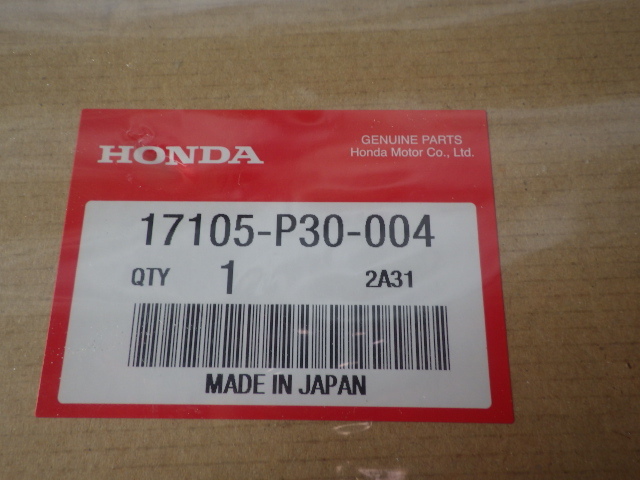 HONDA
GENUINE PARTS
Honda Motor Co., Ltd.
17105-P30-004
QTY 1 2A31
MADE IN JAPAN